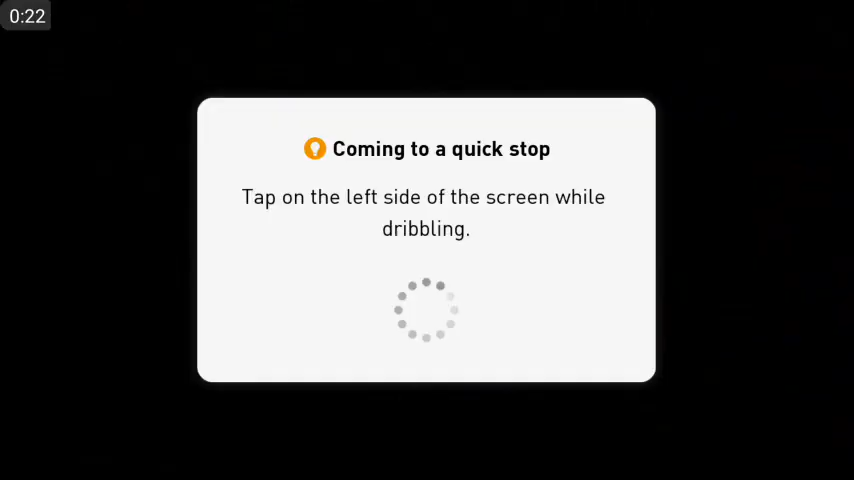 0:22
Coming to a quick stop
Tap on the left side of the screen while
dribbling.